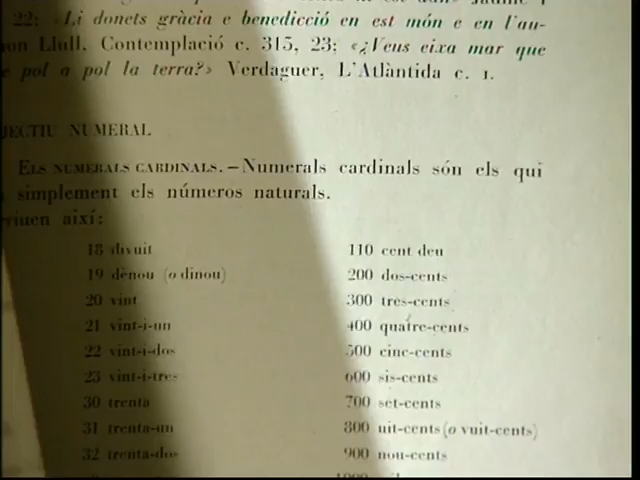 22: «Li donets gràcia e benedicció en est món e en l'au-
mon Llull, Contemplació c. 315, 23; «¿Veus eixa mar que
e pol a pol la terra?» Verdaguer, L'Atlàntida c. I.
JECTIU NUMERAL
ELS NUMERALS CARDINALS.—Numerals cardinals són els qui
simplement els números naturals.
riuen així:
18 divuit
19 dènou (o dinou)
20 vint
21 vint-i-un
22 vint-i-dos
23 vint-i-tres
30 trenta
31 trenta-un
32 trenta-dos
110 cent deu
200 dos-cents
300 tres-cents
400 quatre-cents
500 cinc-cents
600 sis-cents
700 set-cents
800 uit-cents (o vuit-cents)
900 nou-cents